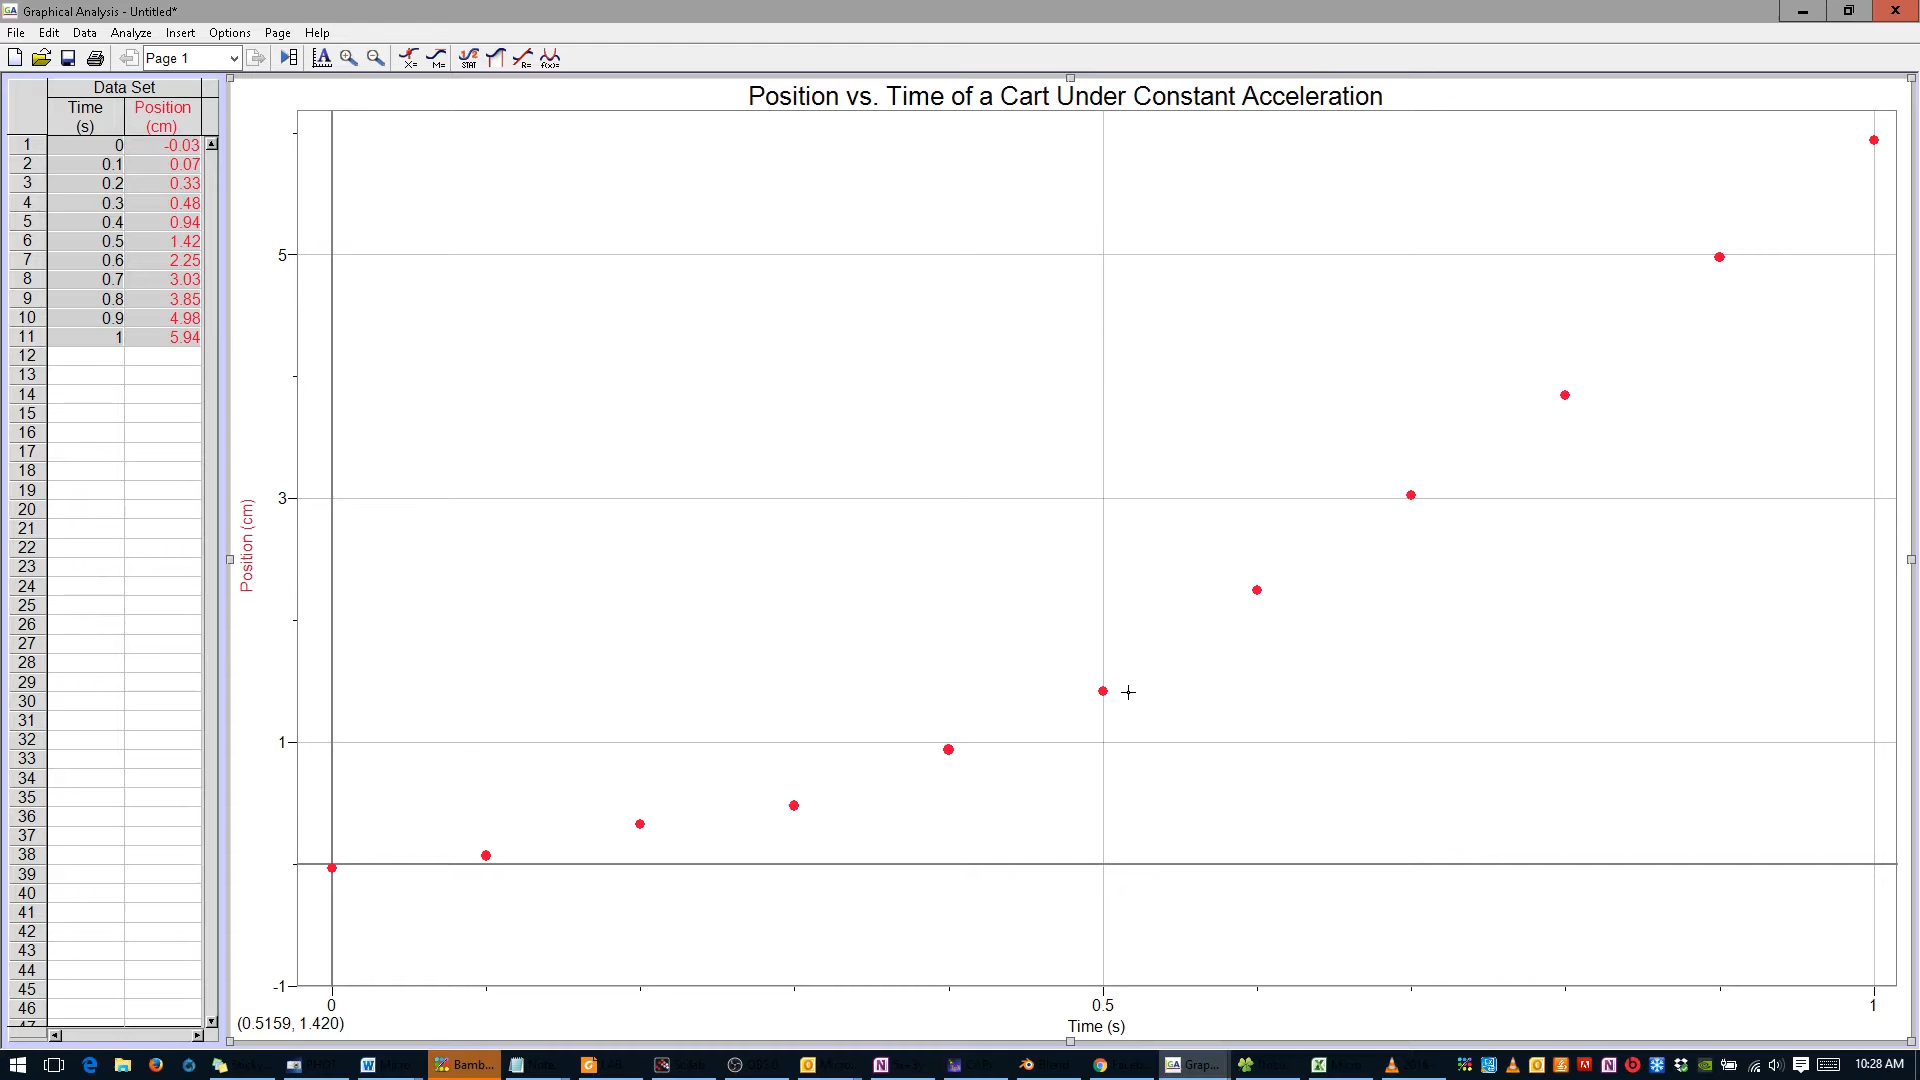 GA Graphical Analysis - Untitled*
File Edit Data Analyze Insert Options Page Help
Page 1
Data Set
Time Position
(s) (cm)
1 0 -0.03
2 0.1 0.07
3 0.2 0.33
4 0.3 0.48
5 0.4 0.94
6 0.5 1.42
7 0.6 2.25
8 0.7 3.03
9 0.8 3.85
10 0.9 4.98
11 1 5.94
12
13
14
15
16
17
18
19
20
21
22
23
24
25
26
27
28
29
30
31
32
33
34
35
36
37
38
39
40
41
42
43
44
45
46
47
Position vs. Time of a Cart Under Constant Acceleration
Position (cm)
5
3
1
-1
0 0.5 1
(0.5159, 1.420)
Time (s)
Bamb... Grap... 10:28 AM